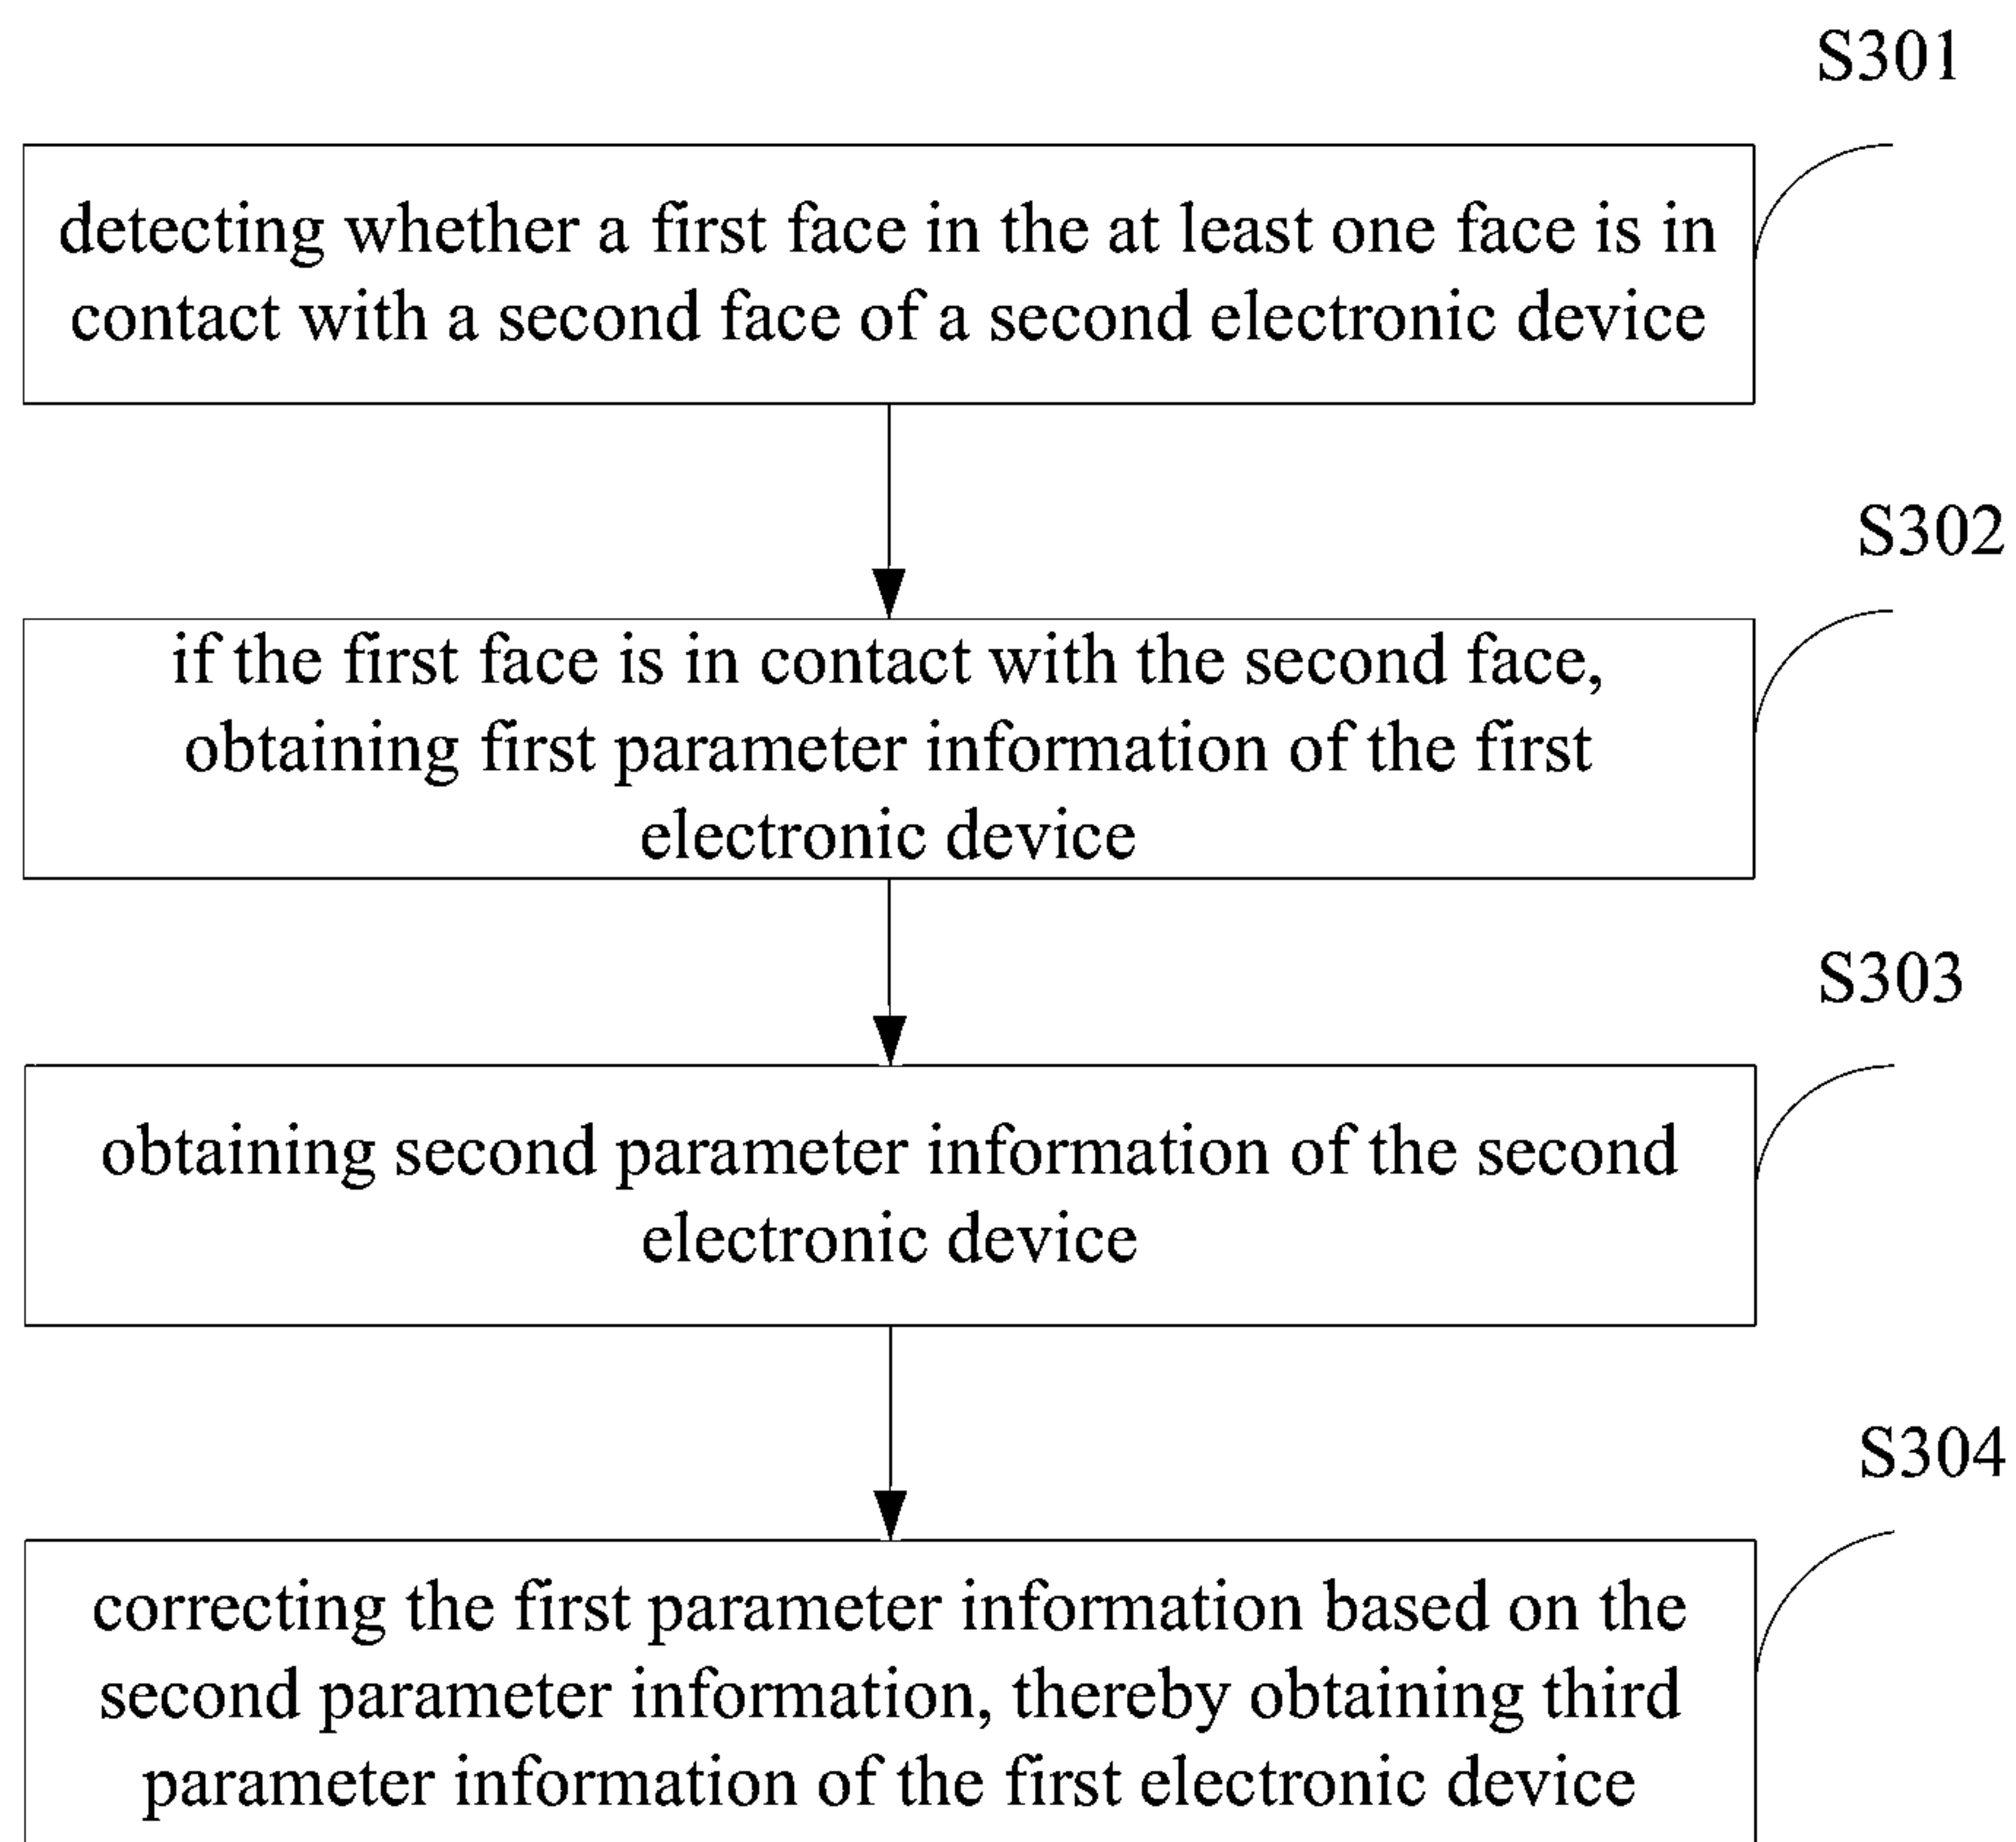 S301
detecting whether a first face in the at least one face is in
contact with a second face of a second electronic device
S302
if the first face is in contact with the second face,
obtaining first parameter information of the first
electronic device
S303
obtaining second parameter information of the second
electronic device
S304
correcting the first parameter information based on the
second parameter information, thereby obtaining third
parameter information of the first electronic device